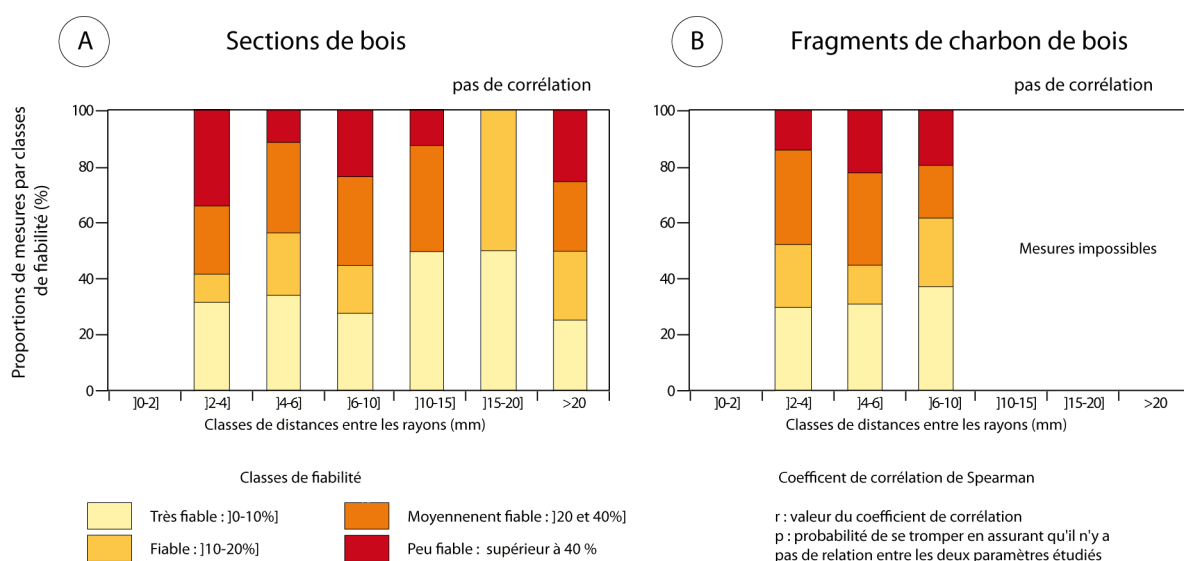 A
Sections de bois
pas de corrélation
Proportions de mesures par classes
de fiabilité (%)
100
80
60
40
20
0
]0-2]
]2-4]
]4-6]
]6-10]
]10-15]
]15-20]
>20
Classes de distances entre les rayons (mm)
B
Fragments de charbon de bois
pas de corrélation
100
80
60
40
20
0
Mesures impossibles
]0-2]
]2-4]
]4-6]
]6-10]
]10-15]
]15-20]
>20
Classes de distances entre les rayons (mm)
Classes de fiabilité
Très fiable : ]0-10%]
Fiable : ]10-20%]
Moyennenent fiable : ]20 et 40%]
Peu fiable : supérieur à 40 %
Coefficent de corrélation de Spearman
r : valeur du coefficient de corrélation
p : probabilité de se tromper en assurant qu'il n'y a
pas de relation entre les deux paramètres étudiés